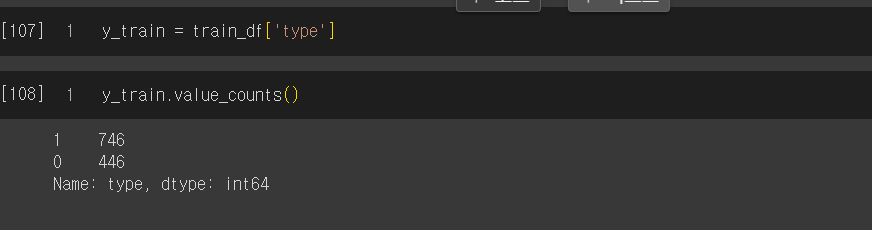 [107] 1 y_train = train_df['type']
[108] 1 y_train.value_counts()
1 746
0 446
Name: type, dtype: int64